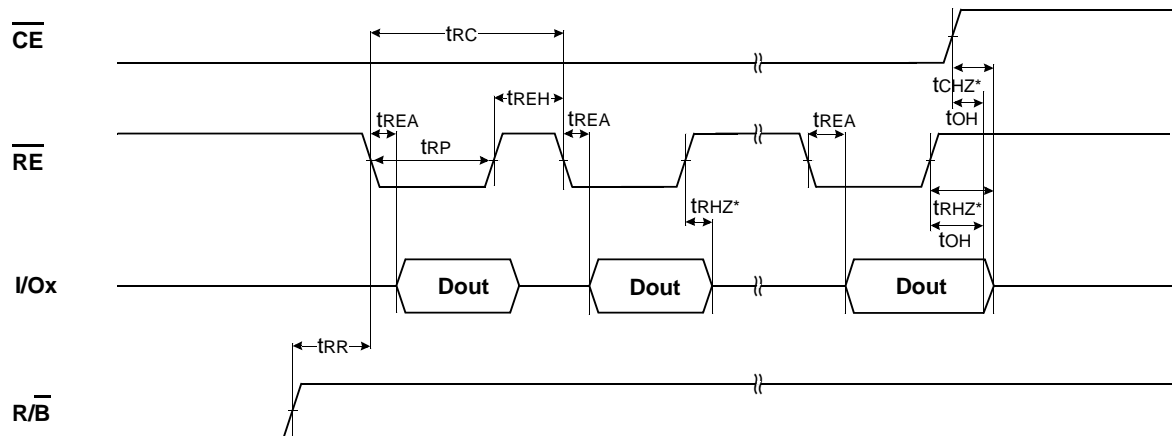 CE
tRC
tCHZ*
tREH
tOH
tREA
tREA
tREA
RE
tRP
tRHZ*
tRHZ*
tOH
I/Ox
Dout
Dout
Dout
tRR
R/B